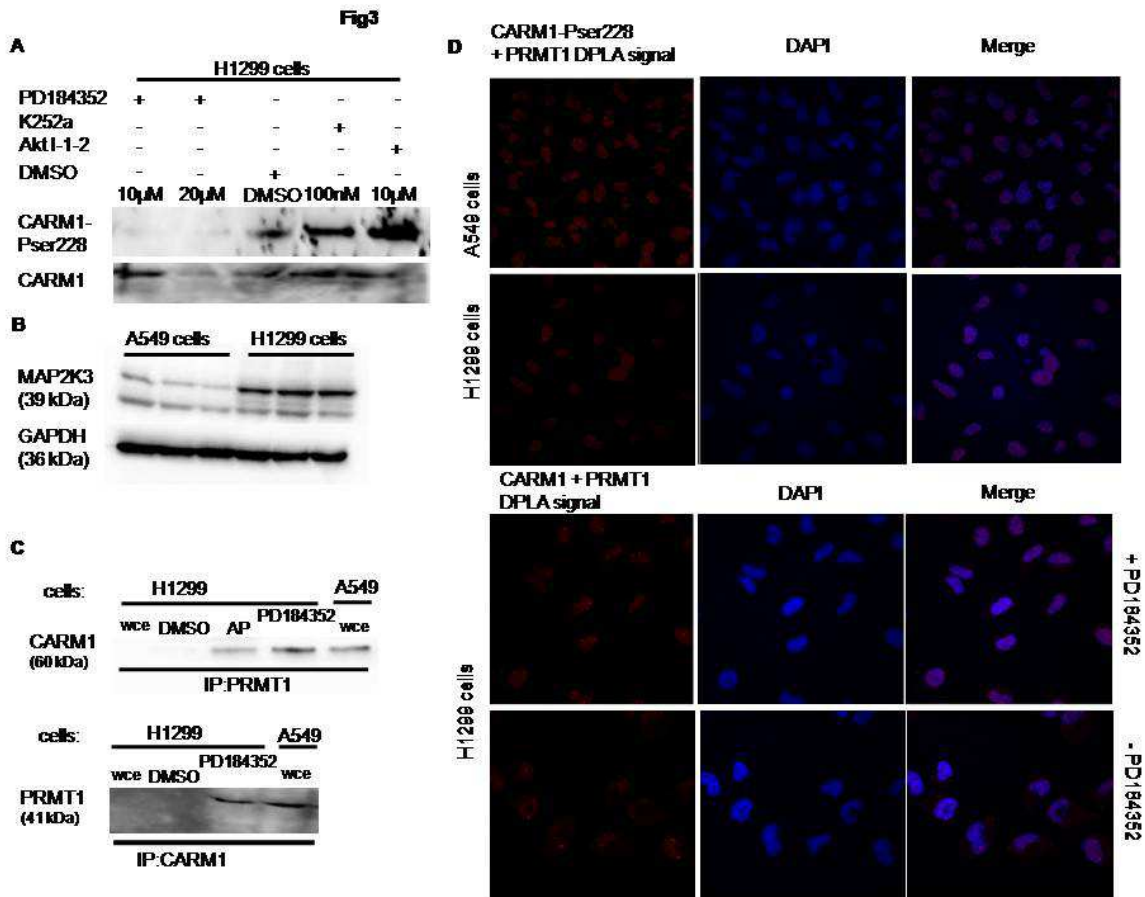 Fig3
A
H1299 cells
PD184352 + + - - -
K252a - - - + -
AktI-1-2 - - - - +
DMSO - - + - -
10µM 20µM DMSO 100nM 10µM
CARM1-
Pser228
CARM1
B
A549 cells H1299 cells
MAP2K3
(39 kDa)
GAPDH
(36 kDa)
C
cells: H1299 A549
wce DMSO AP PD184352 wce
CARM1
(60 kDa)
IP:PRMT1
cells: H1299 A549
wce DMSO PD184352 wce
PRMT1
(41 kDa)
IP:CARM1
D
CARM1-Pser228
+ PRMT1 DPLA signal
DAPI
Merge
A549 cells
H1299 cells
CARM1 + PRMT1
DPLA signal
DAPI
Merge
H1299 cells
+ PD184352
- PD184352